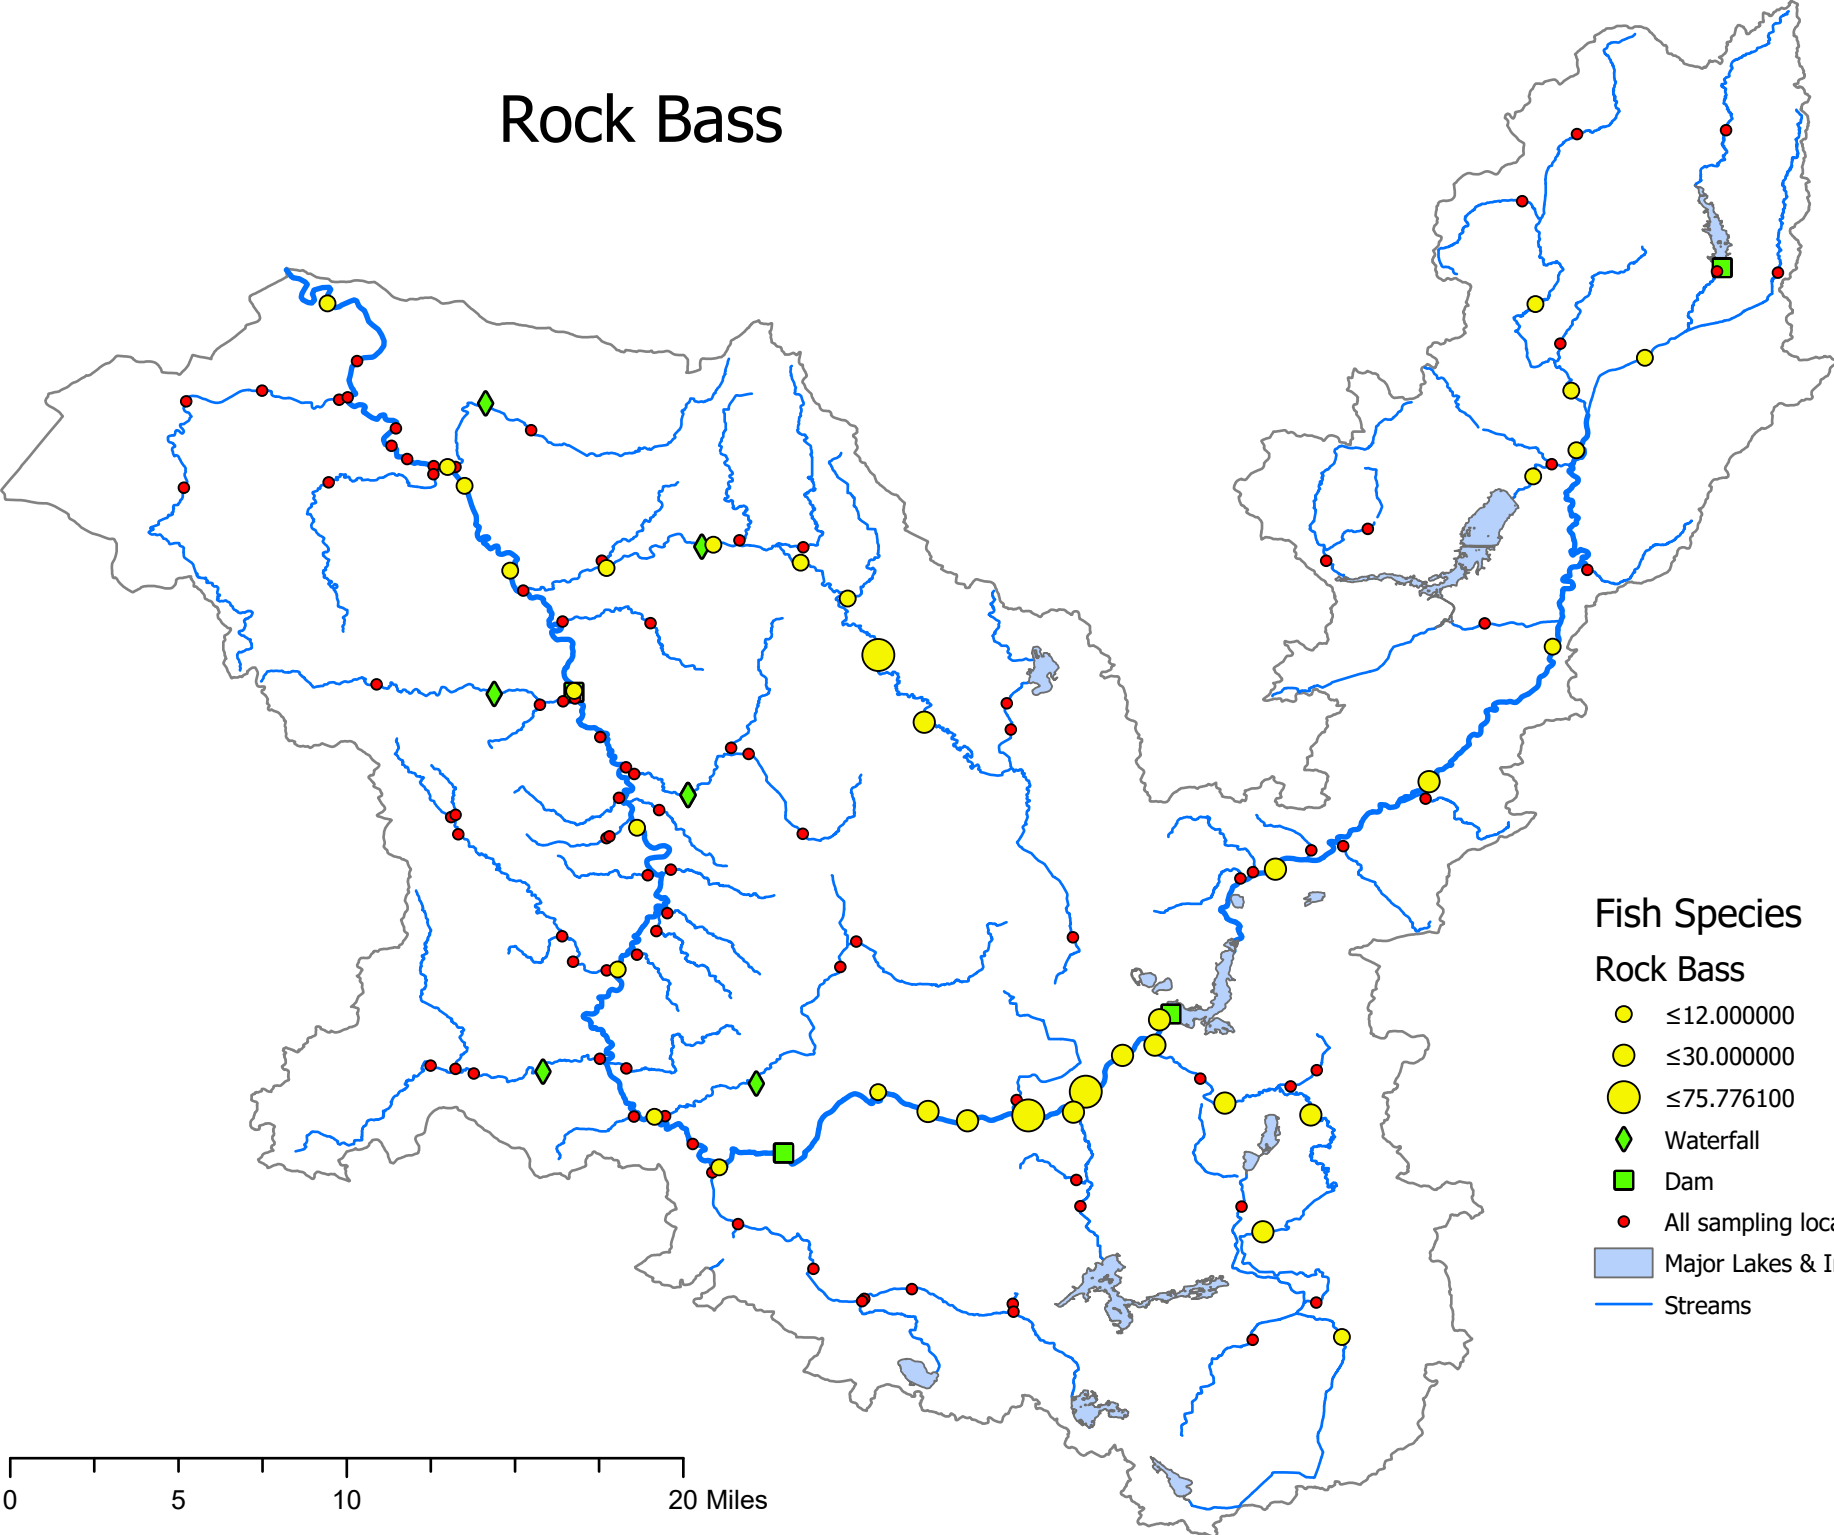 Rock Bass
Fish Species
Rock Bass
≤12.000000
≤30.000000
≤75.776100
Waterfall
Dam
All sampling loca
Major Lakes & I
Streams
0 5 10 20 Miles